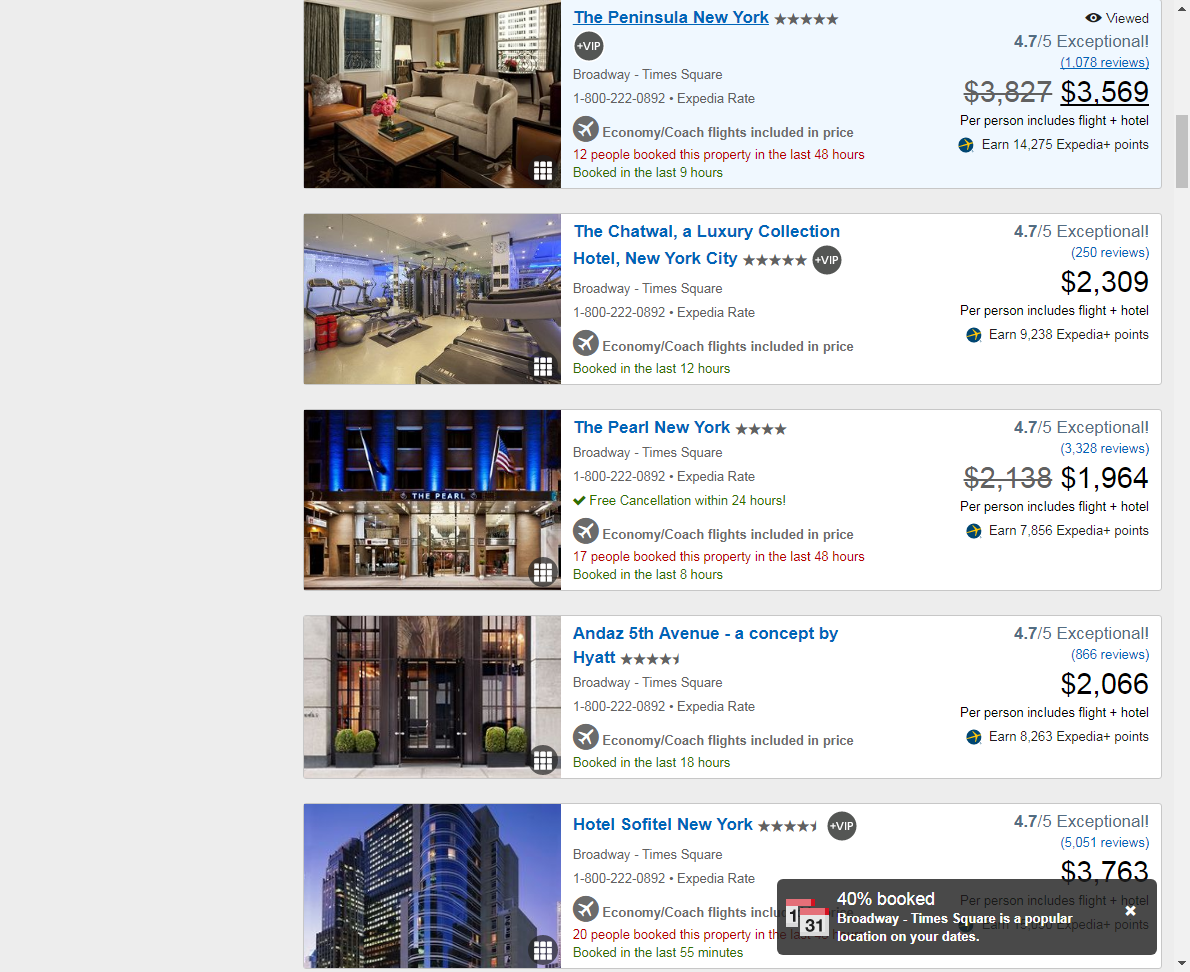 The Peninsula New York
+VIP
Broadway - Times Square
1-800-222-0892 • Expedia Rate
Economy/Coach flights included in price
12 people booked this property in the last 48 hours
Booked in the last 9 hours
Viewed
4.7/5 Exceptional!
(1,078 reviews)
$3,827 $3,569
Per person includes flight + hotel
Earn 14,275 Expedia+ points
The Chatwal, a Luxury Collection
Hotel, New York City +VIP
Broadway - Times Square
1-800-222-0892 • Expedia Rate
Economy/Coach flights included in price
Booked in the last 12 hours
4.7/5 Exceptional!
(250 reviews)
$2,309
Per person includes flight + hotel
Earn 9,238 Expedia+ points
THE PEARL
The Pearl New York
Broadway - Times Square
1-800-222-0892 • Expedia Rate
Free Cancellation within 24 hours!
Economy/Coach flights included in price
17 people booked this property in the last 48 hours
Booked in the last 8 hours
4.7/5 Exceptional!
(3,328 reviews)
$2,138 $1,964
Per person includes flight + hotel
Earn 7,856 Expedia+ points
Andaz 5th Avenue - a concept by
Hyatt
Broadway - Times Square
1-800-222-0892 • Expedia Rate
Economy/Coach flights included in price
Booked in the last 18 hours
4.7/5 Exceptional!
(866 reviews)
$2,066
Per person includes flight + hotel
Earn 8,263 Expedia+ points
Hotel Sofitel New York +VIP
Broadway - Times Square
1-800-222-0892 • Expedia Rate
Economy/Coach flights included in price
20 people booked this property in the last 48 hours
Booked in the last 55 minutes
4.7/5 Exceptional!
(5,051 reviews)
$3,763
Per person includes flight + hotel
Expedia+ points
1
31
40% booked
Broadway - Times Square is a popular
location on your dates.